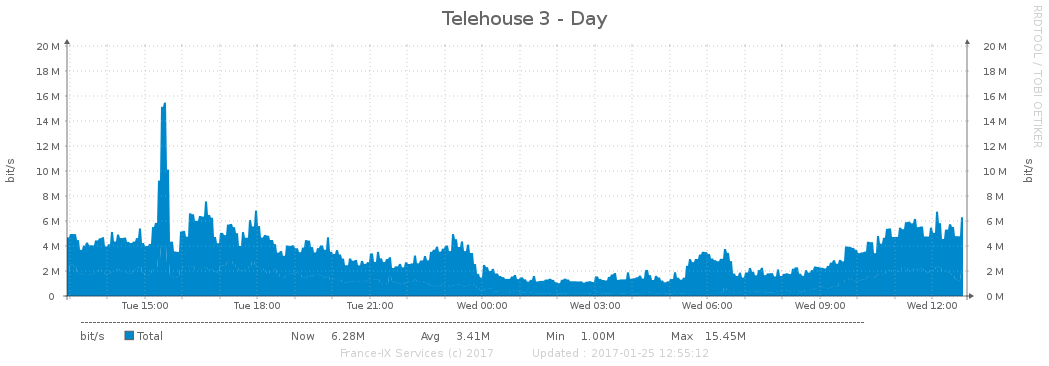 Telehouse 3 - Day
RRDTOOL / TOBI OETIKER
bit/s
bit/s
20 M 20 M
18 M 18 M
16 M 16 M
14 M 14 M
12 M 12 M
10 M 10 M
8 M 8 M
6 M 6 M
4 M 4 M
2 M 2 M
0 0 M
Tue 15:00 Tue 18:00 Tue 21:00 Wed 00:00 Wed 03:00 Wed 06:00 Wed 09:00 Wed 12:00
bit/s Total Now 6.28M Avg 3.41M Min 1.00M Max 15.45M
France-IX Services (c) 2017 Updated : 2017-01-25 12:55:12